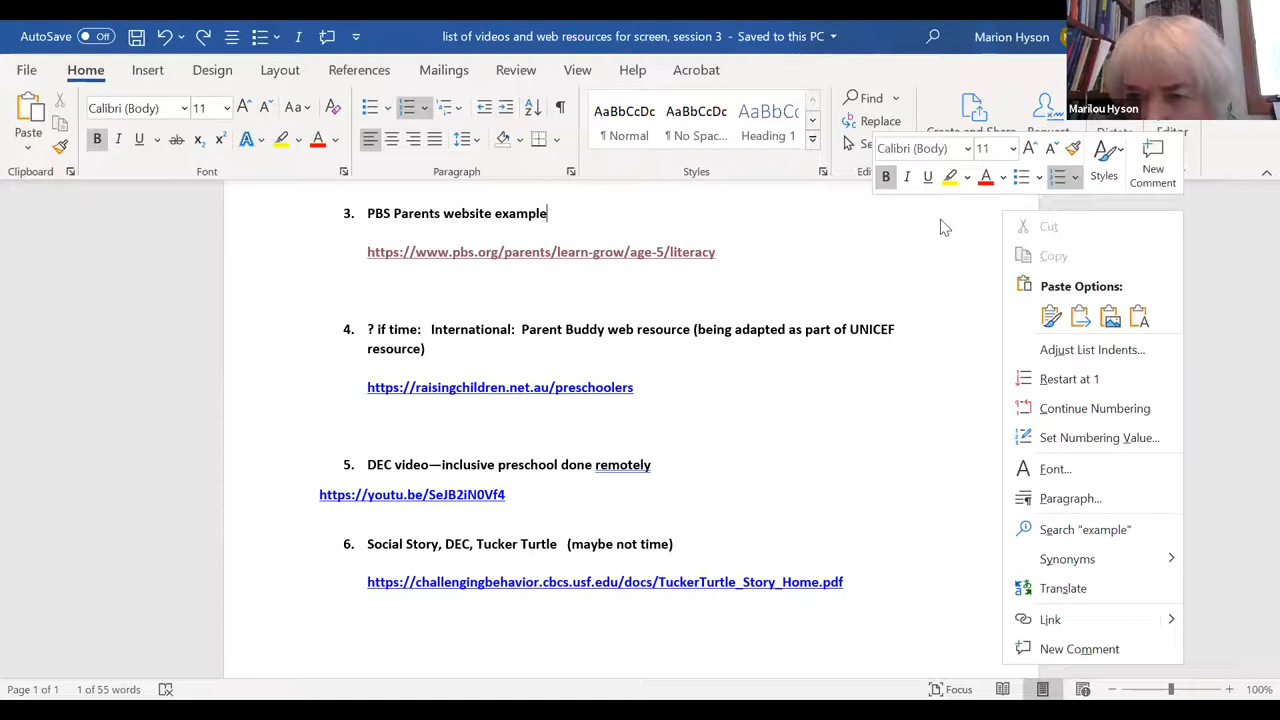 AutoSave Off
list of videos and web resources for screen, session 3 - Saved to this PC
Marion Hyson
Marilou Hyson
File Home Insert Design Layout References Mailings Review View Help Acrobat
Paste
Clipboard
Calibri (Body) 11
Font
Paragraph
AaBbCcDc AaBbCcDc AaBbCc
¶ Normal ¶ No Spac... Heading 1
Styles
Find
Replace
Calibri (Body) 11
Styles
New Comment
3. PBS Parents website example
https://www.pbs.org/parents/learn-grow/age-5/literacy
4. ? if time: International: Parent Buddy web resource (being adapted as part of UNICEF
resource)
https://raisingchildren.net.au/preschoolers
5. DEC video—inclusive preschool done remotely
https://youtu.be/SeJB2iN0Vf4
6. Social Story, DEC, Tucker Turtle (maybe not time)
https://challengingbehavior.cbcs.usf.edu/docs/TuckerTurtle_Story_Home.pdf
Cut
Copy
Paste Options:
Adjust List Indents...
Restart at 1
Continue Numbering
Set Numbering Value...
Font...
Paragraph...
Search "example"
Synonyms
Translate
Link
New Comment
Page 1 of 1 1 of 55 words
Focus
100%